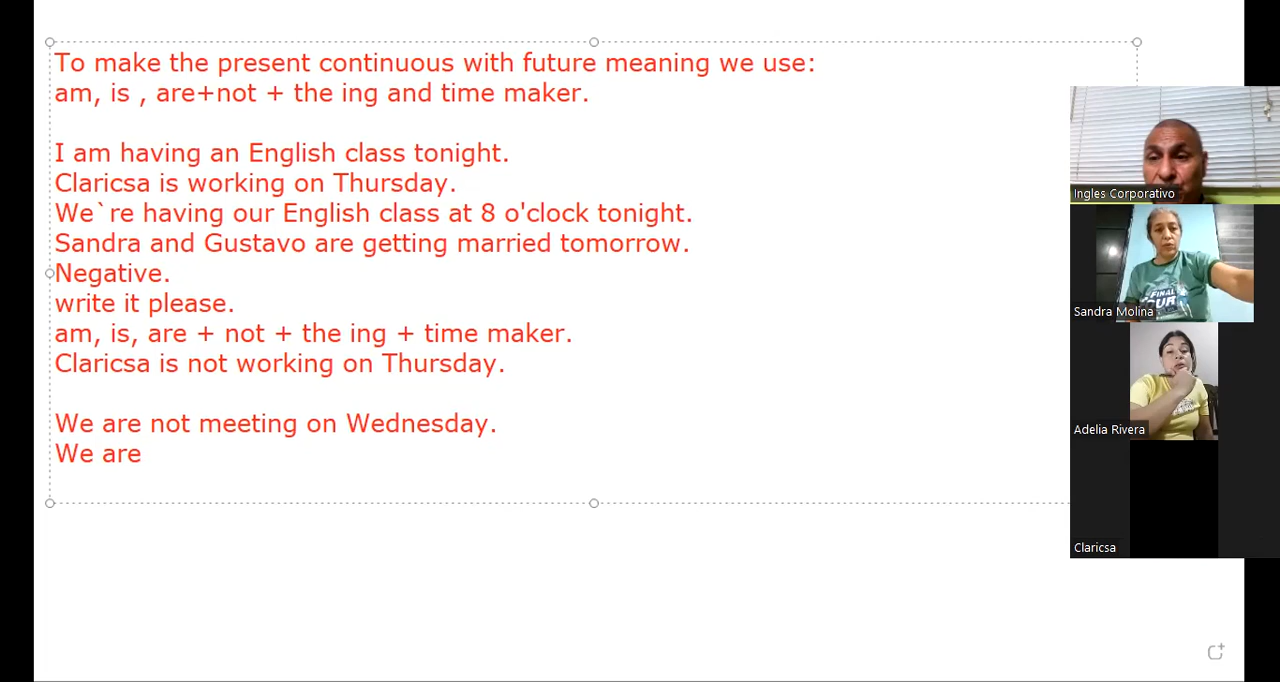 To make the present continuous with future meaning we use:
am, is , are+not + the ing and time maker.
I am having an English class tonight.
Claricsa is working on Thursday.
We`re having our English class at 8 o'clock tonight.
Sandra and Gustavo are getting married tomorrow.
Negative.
write it please.
am, is, are + not + the ing + time maker.
Claricsa is not working on Thursday.
We are not meeting on Wednesday.
We are
Ingles Corporativo
Sandra Molina
Adelia Rivera
Claricsa